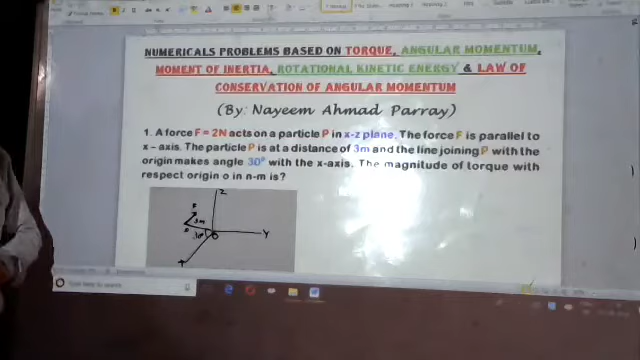 NUMERICALS PROBLEMS BASED ON TORQUE, ANGULAR MOMENTUM,
MOMENT OF INERTIA, ROTATIONAL KINETIC ENERGY & LAW OF
CONSERVATION OF ANGULAR MOMENTUM
(By: Nayeem Ahmad Parray)
1. A force F = 2N acts on a particle P in x-z plane. The force F is parallel to
x – axis. The particle P is at a distance of 3m and the line joining P with the
origin makes angle 30° with the x-axis. The magnitude of torque with
respect origin o in n-m is?
Z
F
3m
P
30°
O
Y
Type here to search